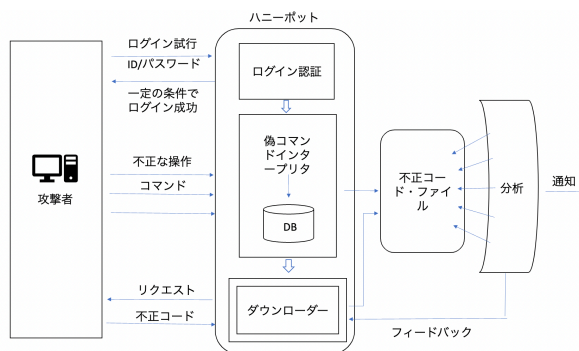 ハニーポット
ログイン試行
ID/パスワード
一定の条件で
ログイン成功
ログイン認証
攻撃者
不正な操作
コマンド
偽コマン
ドインタ
ープリタ
DB
不正コー
ド・ファイ
ル
分析
通知
リクエスト
不正コード
ダウンローダー
フィードバック